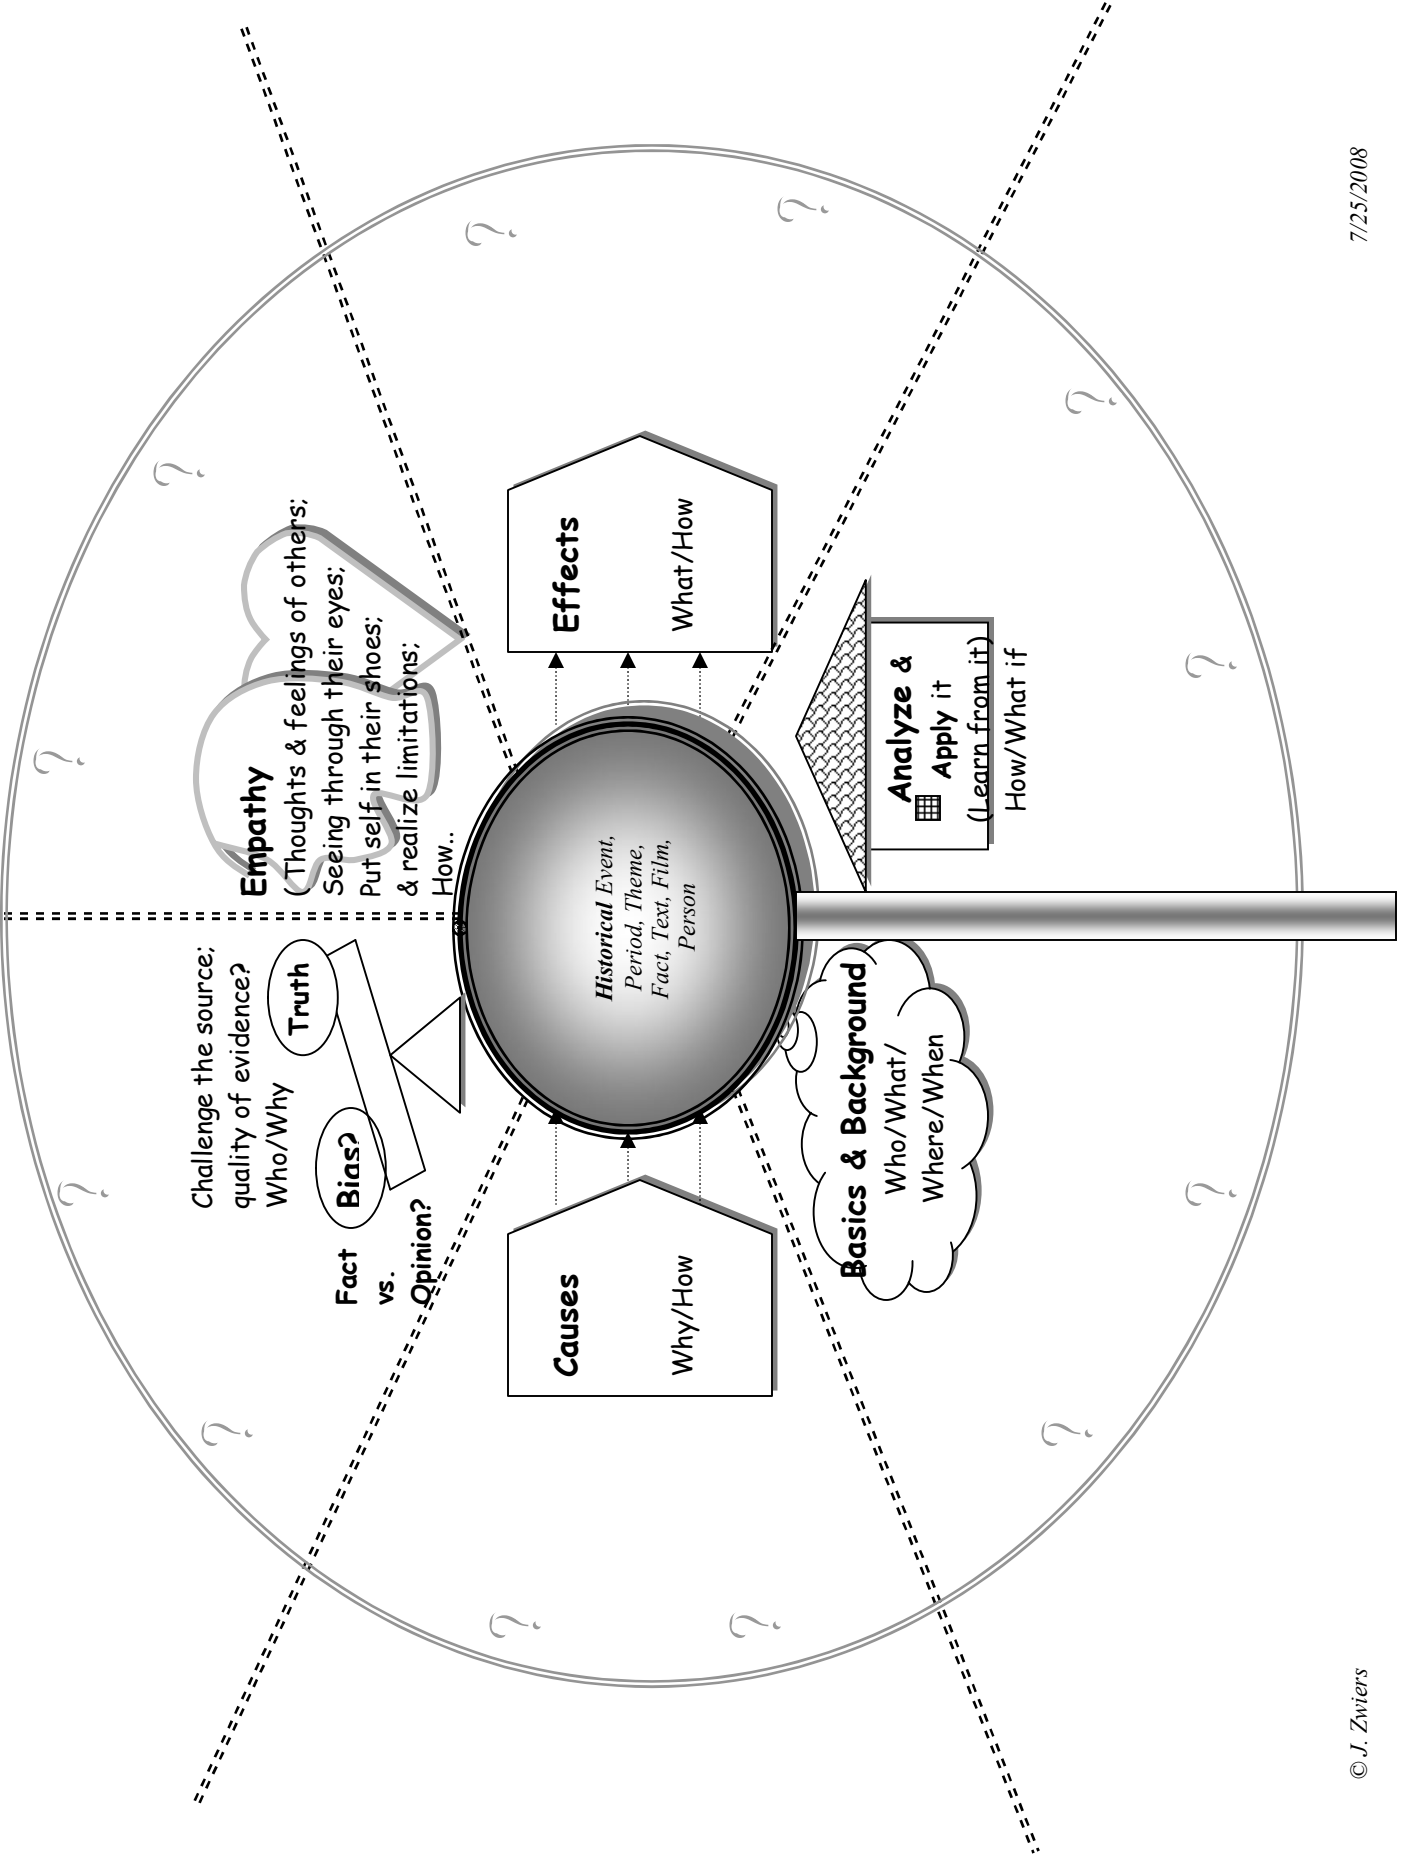 Challenge the source;
quality of evidence?
Who/Why
Truth
Bias?
Fact
vs.
Opinion?
Empathy
(Thoughts & feelings of others;
Seeing through their eyes;
Put self in their shoes;
& realize limitations;
How..
Causes
Why/How
Historical Event,
Period, Theme,
Fact, Text, Film,
Person
Effects
What/How
Basics & Background
Who/What/
Where/When
Analyze &
Apply it
(Learn from it)
How/What if
?
?
?
?
?
?
?
?
?
?
?
?
© J. Zwiers
7/25/2008